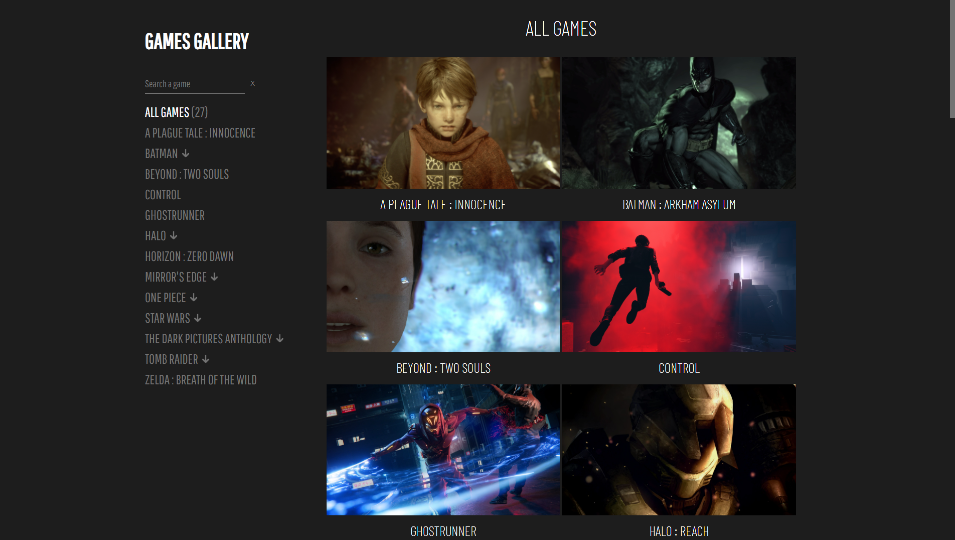 GAMES GALLERY
Search a game x
ALL GAMES (27)
A PLAGUE TALE : INNOCENCE
BATMAN ↓
BEYOND : TWO SOULS
CONTROL
GHOSTRUNNER
HALO ↓
HORIZON : ZERO DAWN
MIRROR'S EDGE ↓
ONE PIECE ↓
STAR WARS ↓
THE DARK PICTURES ANTHOLOGY ↓
TOMB RAIDER ↓
ZELDA : BREATH OF THE WILD
ALL GAMES
A PLAGUE TALE : INNOCENCE
BATMAN : ARKHAM ASYLUM
BEYOND : TWO SOULS
CONTROL
GHOSTRUNNER
HALO : REACH